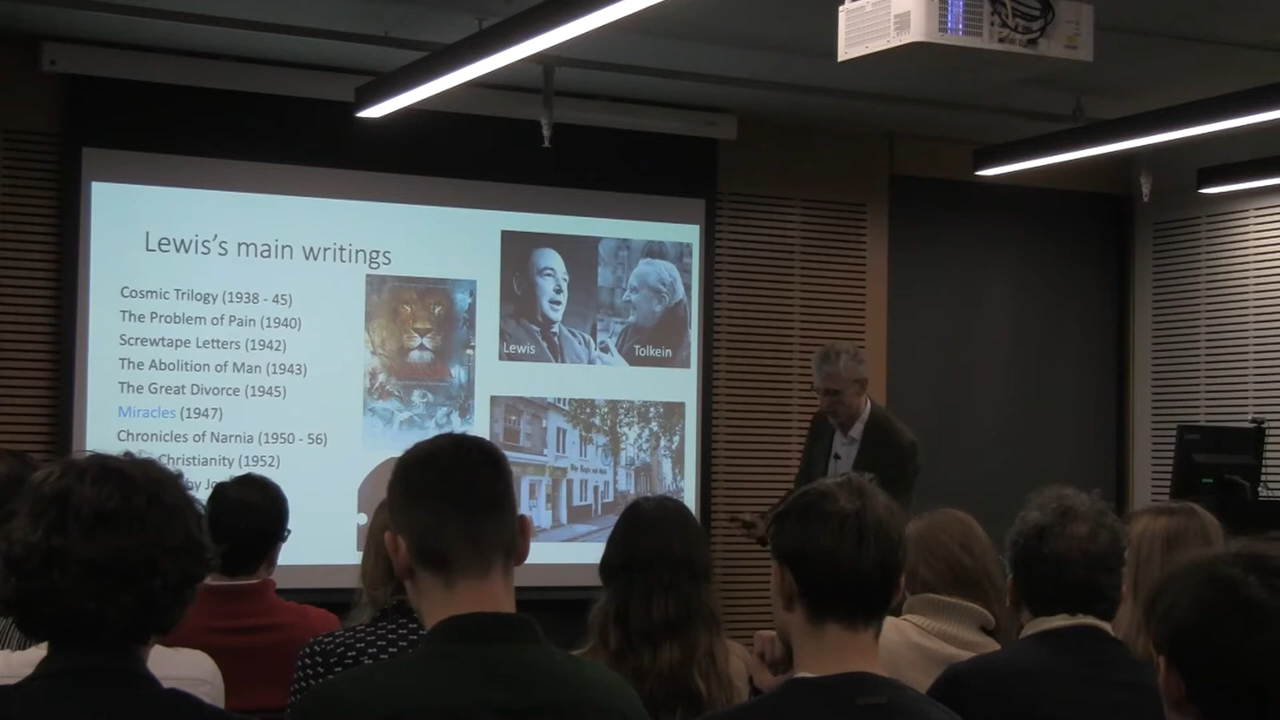 Lewis's main writings
Cosmic Trilogy (1938 - 45)
The Problem of Pain (1940)
Screwtape Letters (1942)
The Abolition of Man (1943)
The Great Divorce (1945)
Miracles (1947)
Chronicles of Narnia (1950 - 56)
Christianity (1952)
by
Lewis
Tolkein